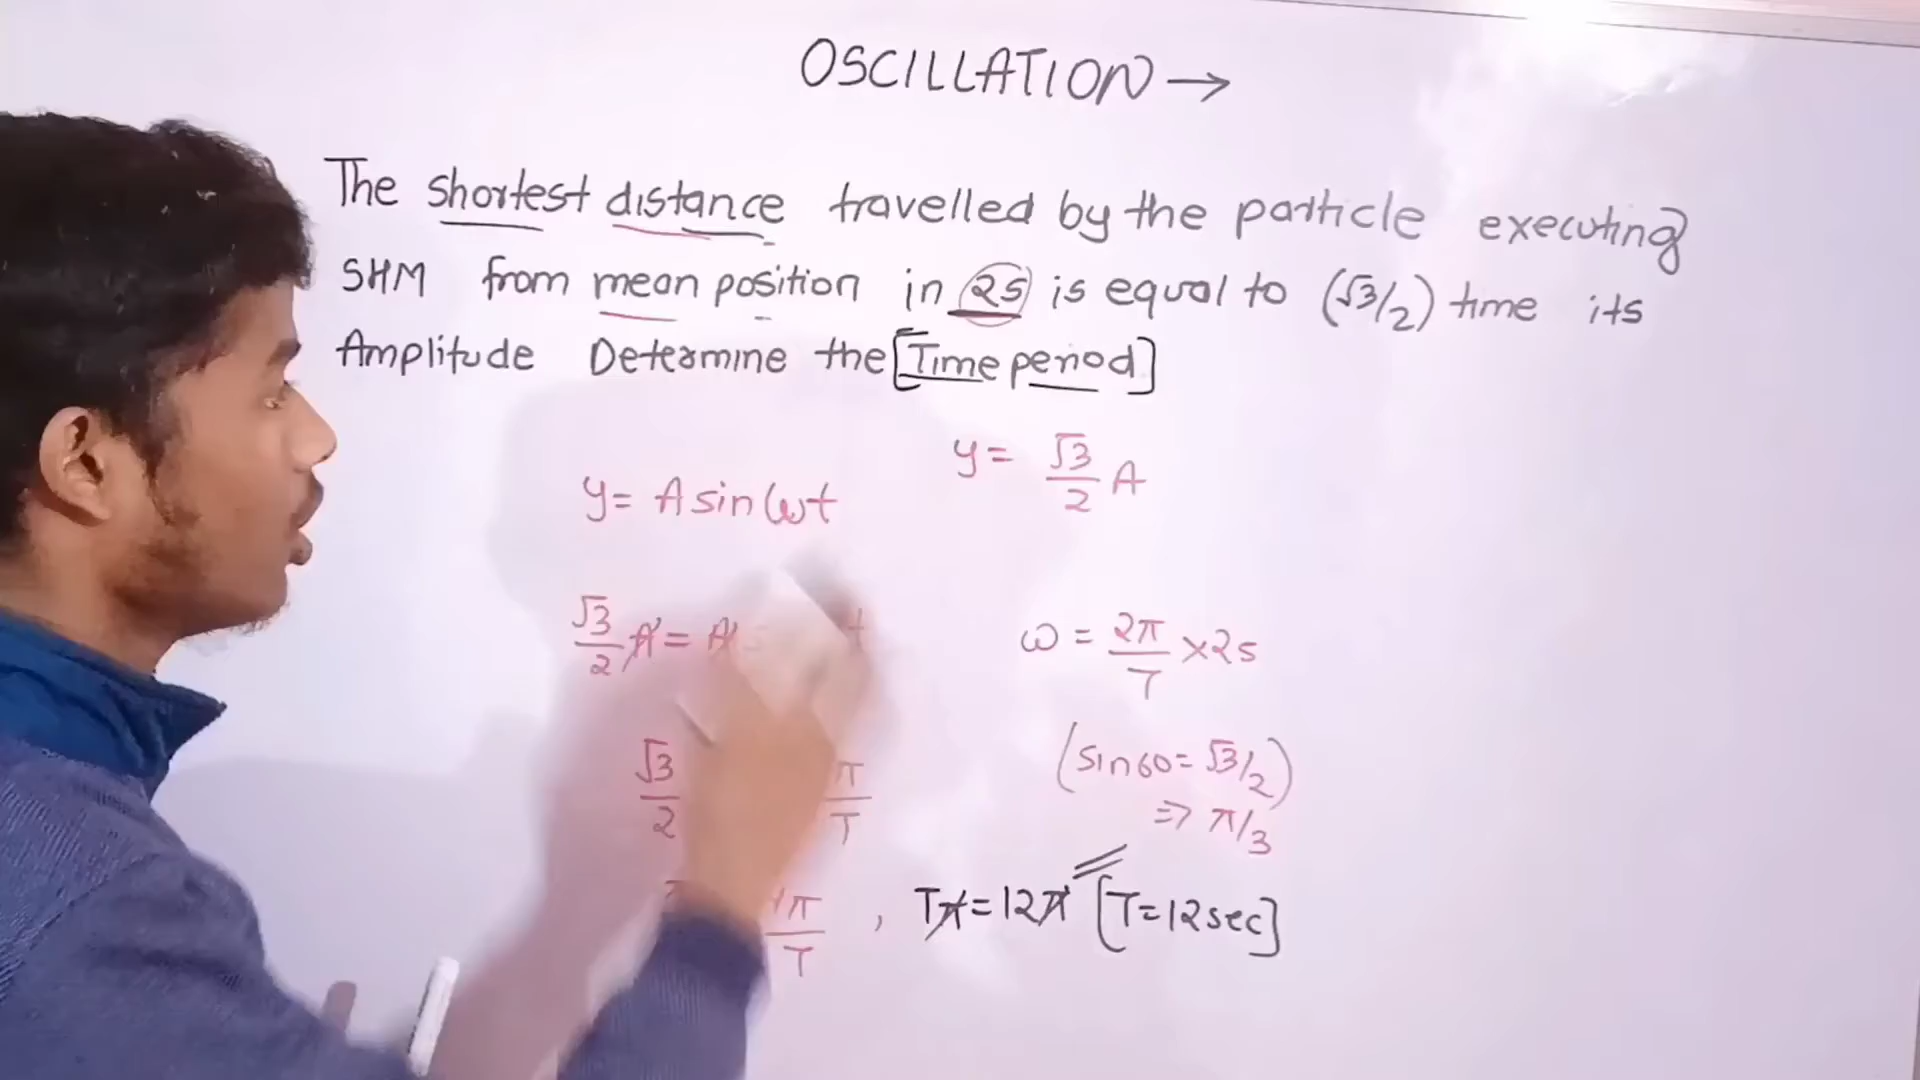 OSCILLATION →
The shortest distance travelled by the particle executing
SHM from mean position in 2s is equal to (√3/2) time its
Amplitude Determine the [Time period]
y = √3/2 A
y = A sin ωt
√3/2 A = A t
ω = 2π/T ×2s
√3/2 π/T
(sin60 = √3/2)
⇒ π/3
4π/T , Tπ=12π [T=12sec]